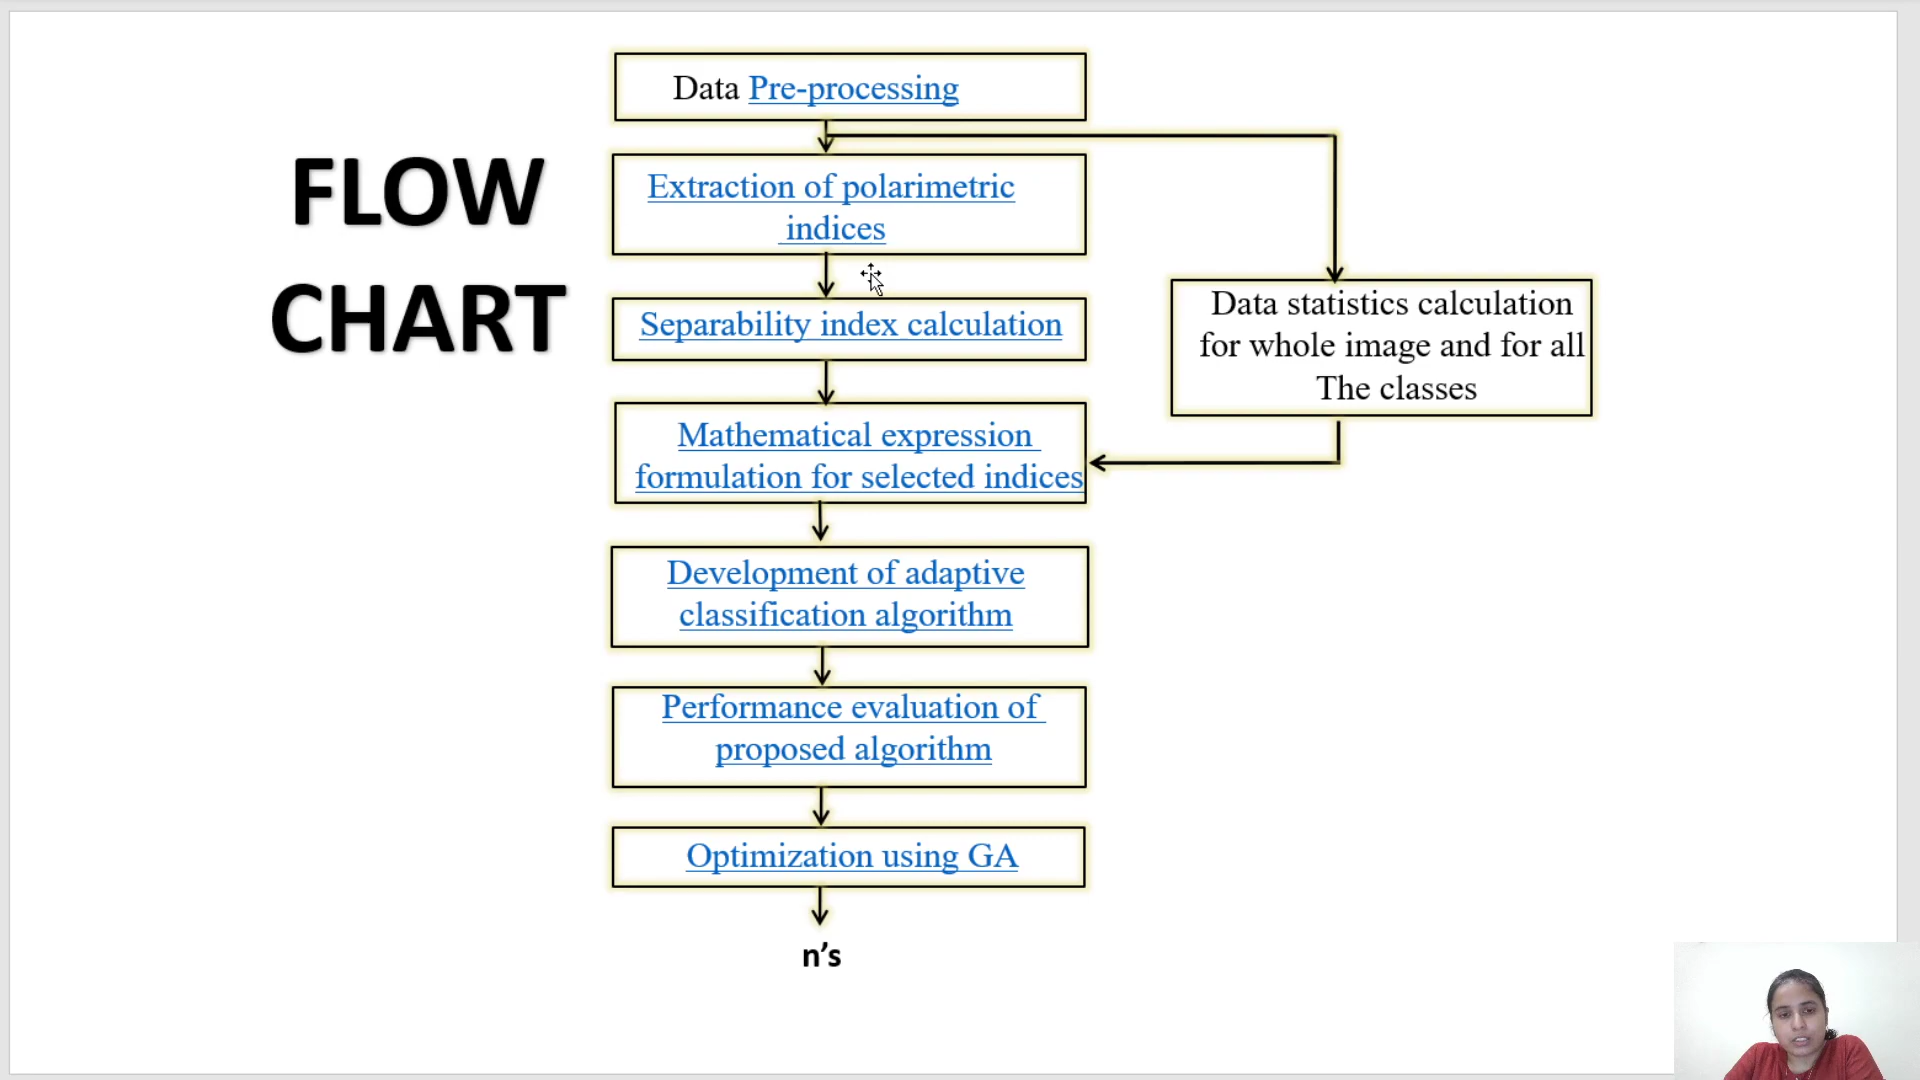 FLOW
CHART
Data Pre-processing
Extraction of polarimetric
indices
Separability index calculation
Data statistics calculation
for whole image and for all
The classes
Mathematical expression
formulation for selected indices
Development of adaptive
classification algorithm
Performance evaluation of
proposed algorithm
Optimization using GA
n’s